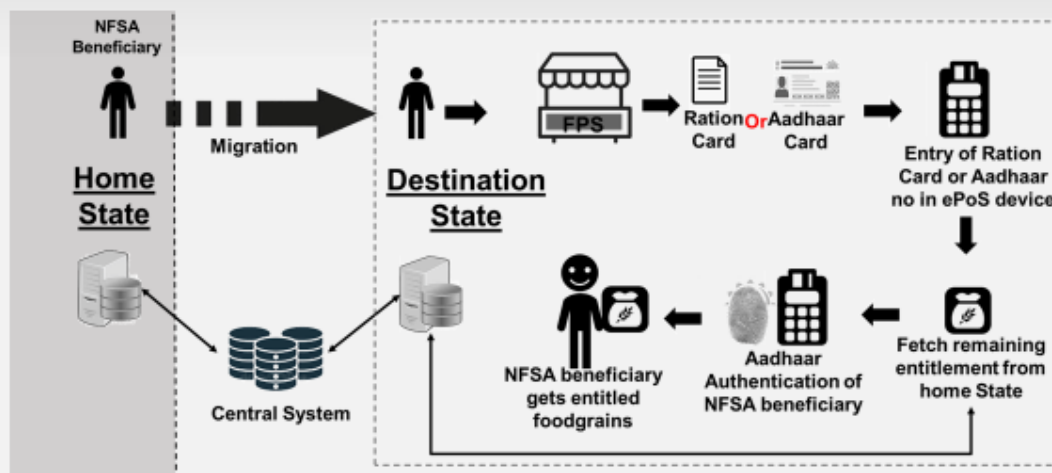 NFSA
Beneficiary
Migration
Home
State
Destination
State
FPS
Ration
Card
Or
Aadhaar
Card
Entry of Ration
Card or Aadhaar
no in ePoS device
Fetch remaining
entitlement from
home State
Aadhaar
Authentication of
NFSA beneficiary
NFSA beneficiary
gets entitled
foodgrains
Central System